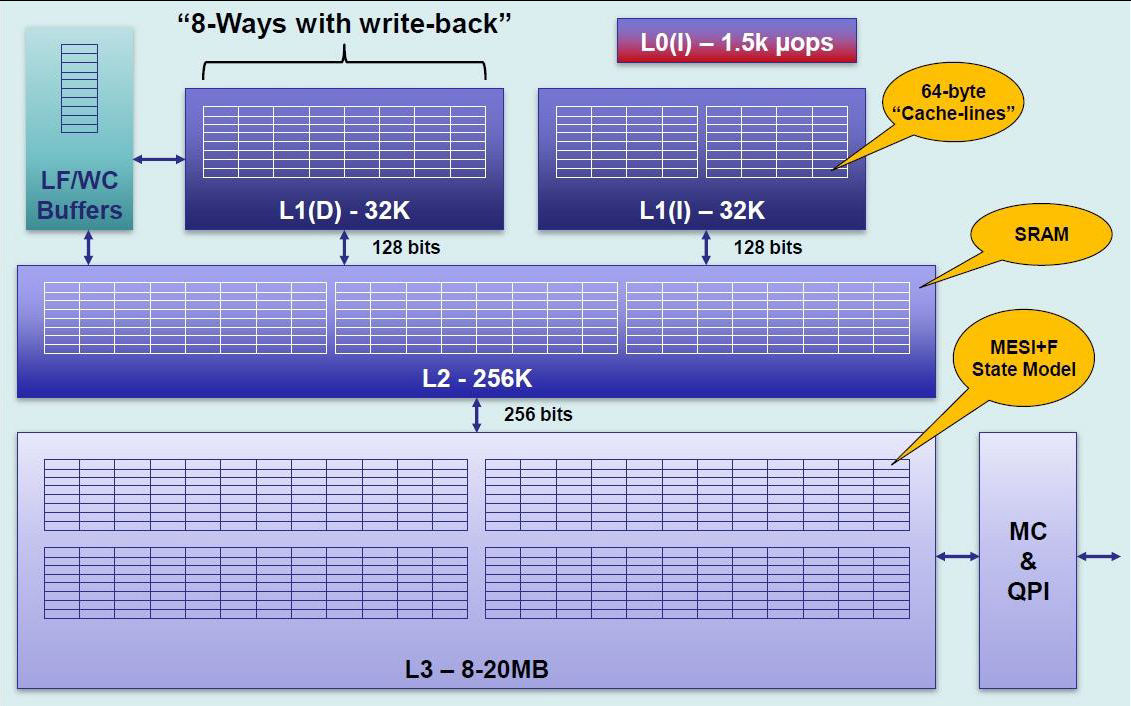 “8-Ways with write-back”
L0(I) – 1.5k µops
64-byte
“Cache-lines”
LF/WC
Buffers
L1(D) - 32K
L1(I) – 32K
128 bits
128 bits
SRAM
L2 - 256K
MESI+F
State Model
256 bits
MC
&
QPI
L3 – 8-20MB